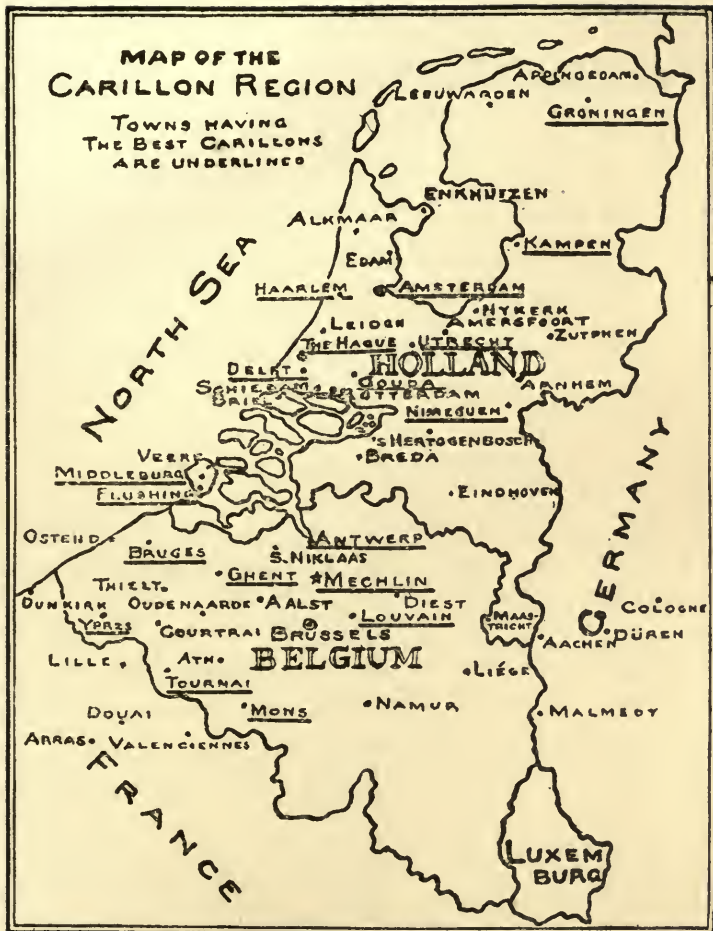 MAP OF THE
CARILLON REGION
TOWNS HAVING
THE BEST CARILLONS
ARE UNDERLINED
APPINGEDAM
LEEUWARDEN
GRONINGEN
ENKHUIZEN
ALKMAAR
KAMPEN
EDAM
NORTH SEA
HAARLEM
AMSTERDAM
NYKERK
LEIDEN
AMERSFOORT
ZUTPHEN
THE HAGUE
UTRECHT
HOLLAND
DELFT
GOUDA
ARNHEM
SCHIEDAM
ROTTERDAM
BRIEL
NIMEGUEN
'S HERTOGENBOSCH
BREDA
VEERE
MIDDLEBURG
FLUSHING
EINDHOVEN
GERMANY
OSTEND
ANTWERP
BRUGES
S. NIKLAAS
GHENT
MECHLIN
THIELT
DUNKIRK
OUDENAARDE
AALST
DIEST
COLOGNE
YPRES
LOUVAIN
MAAS-
TRICHT
COURTRAI
BRUSSELS
AACHEN
DÜREN
LILLE
ATH
BELGIUM
LIÉGE
TOURNAI
DOUAI
MONS
NAMUR
MALMEDY
ARRAS
VALENCIENNES
FRANCE
LUXEM
BURG